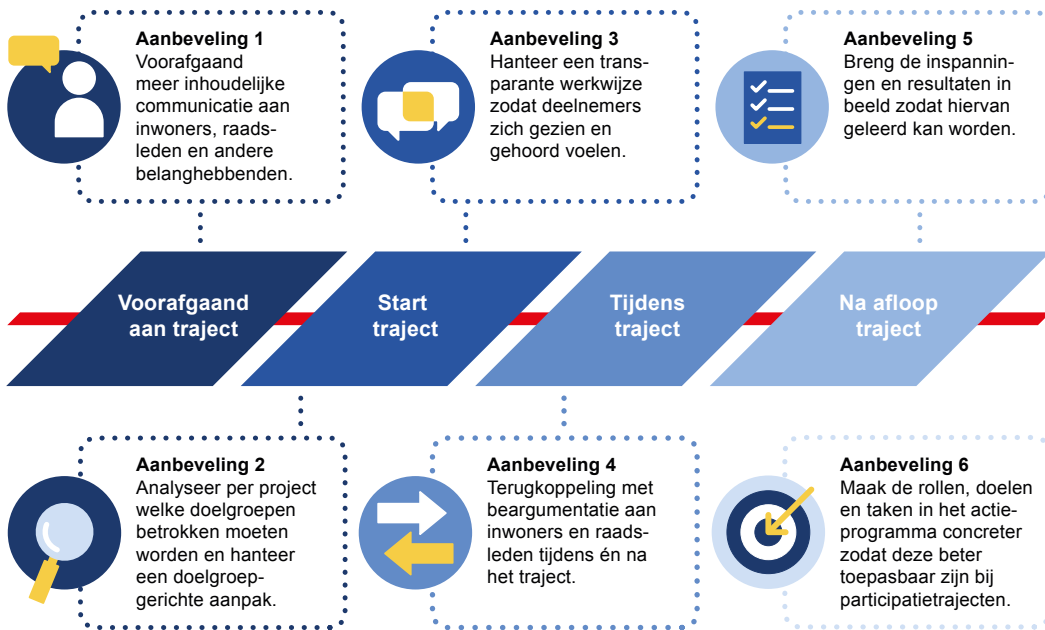 Aanbeveling 1
Voorafgaand
meer inhoudelijke
communicatie aan
inwoners, raads-
leden en andere
belanghebbenden.
Aanbeveling 3
Hanteer een trans-
parante werkwijze
zodat deelnemers
zich gezien en
gehoord voelen.
Aanbeveling 5
Breng de inspannin-
gen en resultaten in
beeld zodat hiervan
geleerd kan worden.
Voorafgaand
aan traject
Start
traject
Tijdens
traject
Na afloop
traject
Aanbeveling 2
Analyseer per project
welke doelgroepen
betrokken moeten
worden en hanteer
een doelgroep-
gerichte aanpak.
Aanbeveling 4
Terugkoppeling met
beargumentatie aan
inwoners en raads-
leden tijdens én na
het traject.
Aanbeveling 6
Maak de rollen, doelen
en taken in het actie-
programma concreter
zodat deze beter
toepasbaar zijn bij
participatietrajecten.